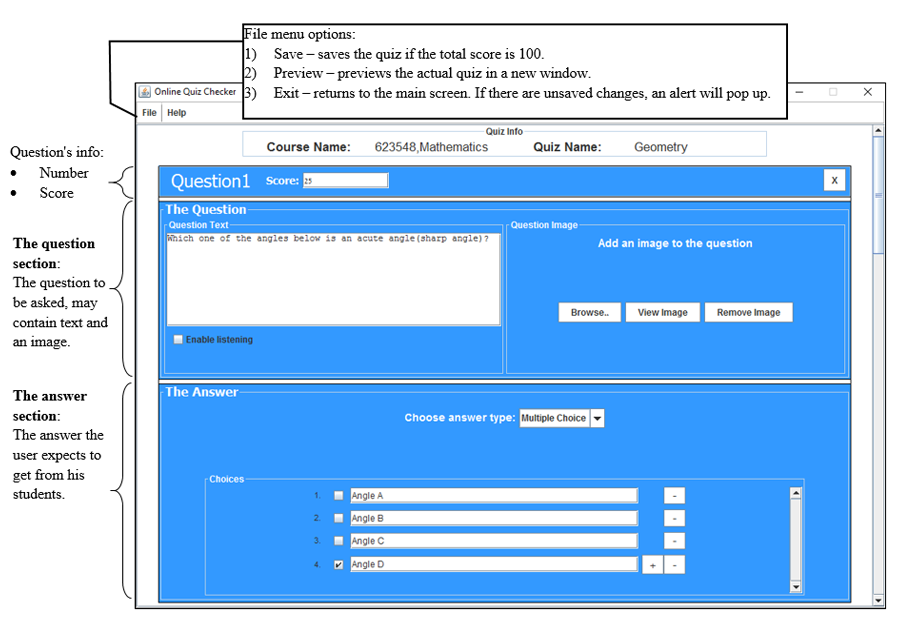 File menu options:
1) Save – saves the quiz if the total score is 100.
2) Preview – previews the actual quiz in a new window.
3) Exit – returns to the main screen. If there are unsaved changes, an alert will pop up.
Online Quiz Checker
File Help
Quiz Info
Course Name: 623548,Mathematics Quiz Name: Geometry
Question's info:
• Number
• Score
Question1 Score: 25 X
The question
section:
The question to
be asked, may
contain text and
an image.
The Question
Question Text
Which one of the angles below is an acute angle(sharp angle)?
Enable listening
Question Image
Add an image to the question
Browse.. View Image Remove Image
The answer
section:
The answer the
user expects to
get from his
students.
The Answer
Choose answer type: Multiple Choice
Choices
1. Angle A -
2. Angle B -
3. Angle C -
4. Angle D + -